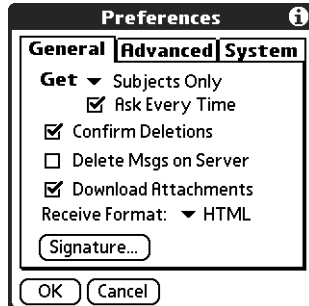 Preferences
General Advanced System
Get Subjects Only
Ask Every Time
Confirm Deletions
Delete Msgs on Server
Download Attachments
Receive Format: HTML
Signature...
OK Cancel